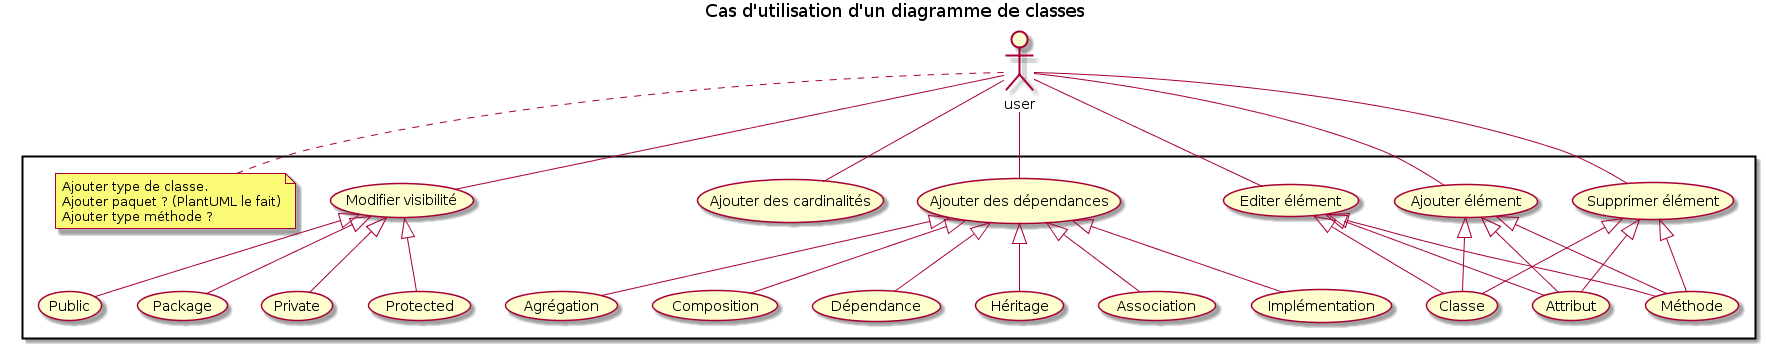 Cas d'utilisation d'un diagramme de classes
user
Ajouter type de classe.
Ajouter paquet ? (PlantUML le fait)
Ajouter type méthode ?
Modifier visibilité
Ajouter des cardinalités
Ajouter des dépendances
Editer élément
Ajouter élément
Supprimer élément
Public
Package
Private
Protected
Agrégation
Composition
Dépendance
Héritage
Association
Implémentation
Classe
Attribut
Méthode